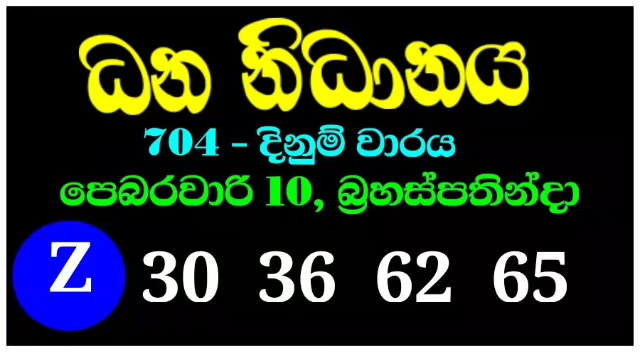 ධන නිධානය
704 - දිනුම් වාරය
පෙබරවාරි 10, බ්‍රහස්පතින්දා
Z 30 36 62 65